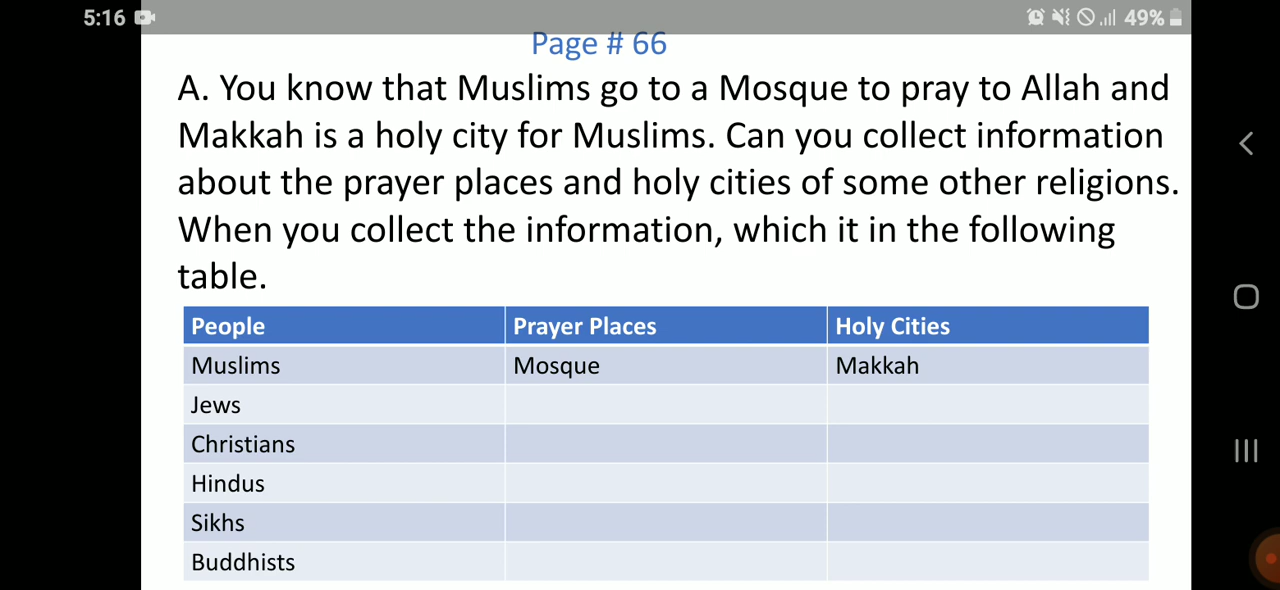 5:16 49%
Page # 66
A. You know that Muslims go to a Mosque to pray to Allah and
Makkah is a holy city for Muslims. Can you collect information
about the prayer places and holy cities of some other religions.
When you collect the information, which it in the following
table.
People Prayer Places Holy Cities
Muslims Mosque Makkah
Jews
Christians
Hindus
Sikhs
Buddhists